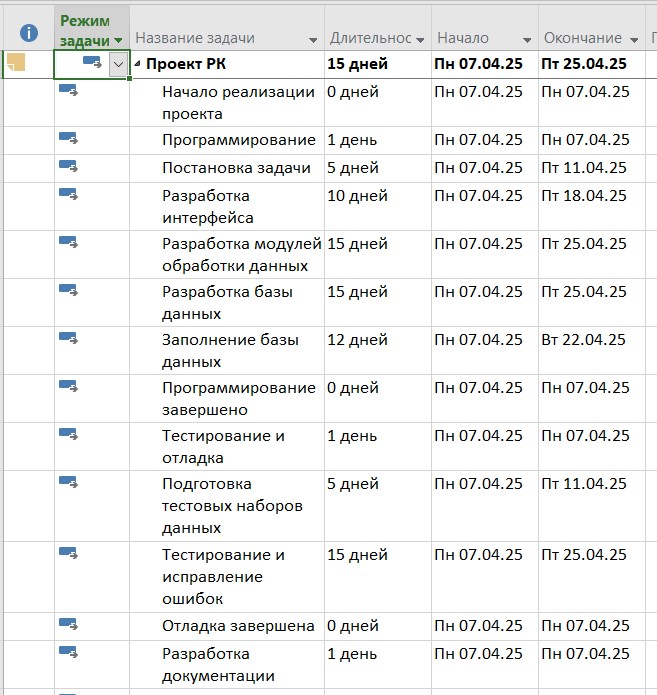 Режим задачи Название задачи Длительнос Начало Окончание
Проект РК 15 дней Пн 07.04.25 Пт 25.04.25
Начало реализации 0 дней Пн 07.04.25 Пн 07.04.25
проекта
Программирование 1 день Пн 07.04.25 Пн 07.04.25
Постановка задачи 5 дней Пн 07.04.25 Пт 11.04.25
Разработка 10 дней Пн 07.04.25 Пт 18.04.25
интерфейса
Разработка модулей 15 дней Пн 07.04.25 Пт 25.04.25
обработки данных
Разработка базы 15 дней Пн 07.04.25 Пт 25.04.25
данных
Заполнение базы 12 дней Пн 07.04.25 Вт 22.04.25
данных
Программирование 0 дней Пн 07.04.25 Пн 07.04.25
завершено
Тестирование и 1 день Пн 07.04.25 Пн 07.04.25
отладка
Подготовка 5 дней Пн 07.04.25 Пт 11.04.25
тестовых наборов
данных
Тестирование и 15 дней Пн 07.04.25 Пт 25.04.25
исправление
ошибок
Отладка завершена 0 дней Пн 07.04.25 Пн 07.04.25
Разработка 1 день Пн 07.04.25 Пн 07.04.25
документации